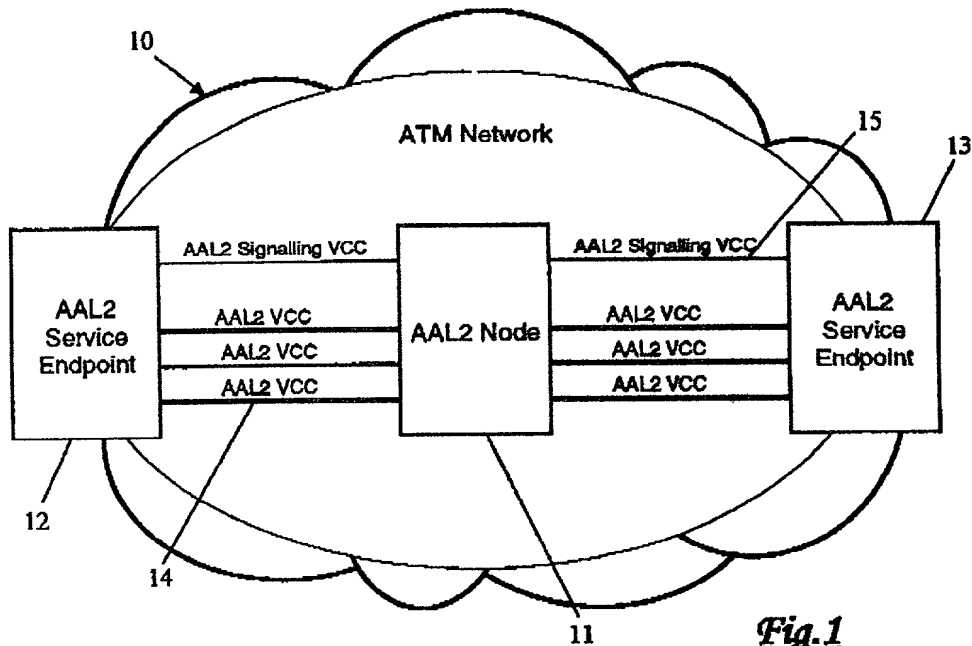 10
ATM Network
15
13
AAL2 Signalling VCC
AAL2 Signalling VCC
AAL2
Service
Endpoint
AAL2 VCC
AAL2 VCC
AAL2 VCC
AAL2 Node
AAL2 VCC
AAL2 VCC
AAL2 VCC
AAL2
Service
Endpoint
12
14
11
Fig.1